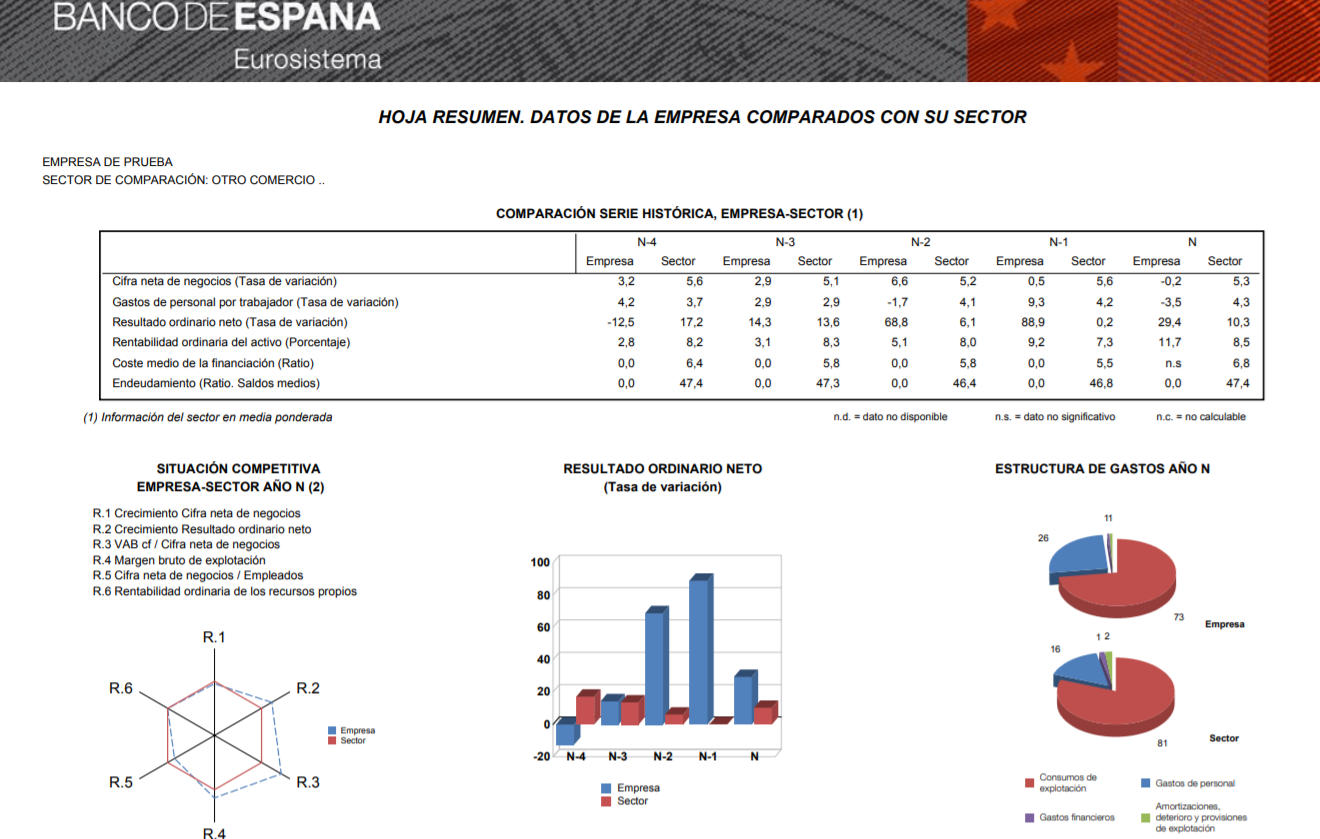 BANCO DE ESPAÑA
Eurosistema
HOJA RESUMEN. DATOS DE LA EMPRESA COMPARADOS CON SU SECTOR
EMPRESA DE PRUEBA
SECTOR DE COMPARACIÓN: OTRO COMERCIO ..
COMPARACIÓN SERIE HISTÓRICA, EMPRESA-SECTOR (1)
N-4 N-3 N-2 N-1 N
Empresa Sector Empresa Sector Empresa Sector Empresa Sector Empresa Sector
Cifra neta de negocios (Tasa de variación) 3,2 5,6 2,9 5,1 6,6 5,2 0,5 5,6 -0,2 5,3
Gastos de personal por trabajador (Tasa de variación) 4,2 3,7 2,9 2,9 -1,7 4,1 9,3 4,2 -3,5 4,3
Resultado ordinario neto (Tasa de variación) -12,5 17,2 14,3 13,6 68,8 6,1 88,9 0,2 29,4 10,3
Rentabilidad ordinaria del activo (Porcentaje) 2,8 8,2 3,1 8,3 5,1 8,0 9,2 7,3 11,7 8,5
Coste medio de la financiación (Ratio) 0,0 6,4 0,0 5,8 0,0 5,8 0,0 5,5 n.s 6,8
Endeudamiento (Ratio. Saldos medios) 0,0 47,4 0,0 47,3 0,0 46,4 0,0 46,8 0,0 47,4
(1) Información del sector en media ponderada
n.d. = dato no disponible n.s. = dato no significativo n.c. = no calculable
SITUACIÓN COMPETITIVA
EMPRESA-SECTOR AÑO N (2)
R.1 Crecimiento Cifra neta de negocios
R.2 Crecimiento Resultado ordinario neto
R.3 VAB cf / Cifra neta de negocios
R.4 Margen bruto de explotación
R.5 Cifra neta de negocios / Empleados
R.6 Rentabilidad ordinaria de los recursos propios
R.1
R.6 R.2
Empresa
Sector
R.5 R.3
R.4
RESULTADO ORDINARIO NETO
(Tasa de variación)
100
80
60
40
20
0
-20
N-4 N-3 N-2 N-1 N
Empresa
Sector
ESTRUCTURA DE GASTOS AÑO N
11
26
73
Empresa
1 2
16
81
Sector
Consumos de
explotación
Gastos de personal
Gastos financieros
Amortizaciones,
deterioro y provisiones
de explotación